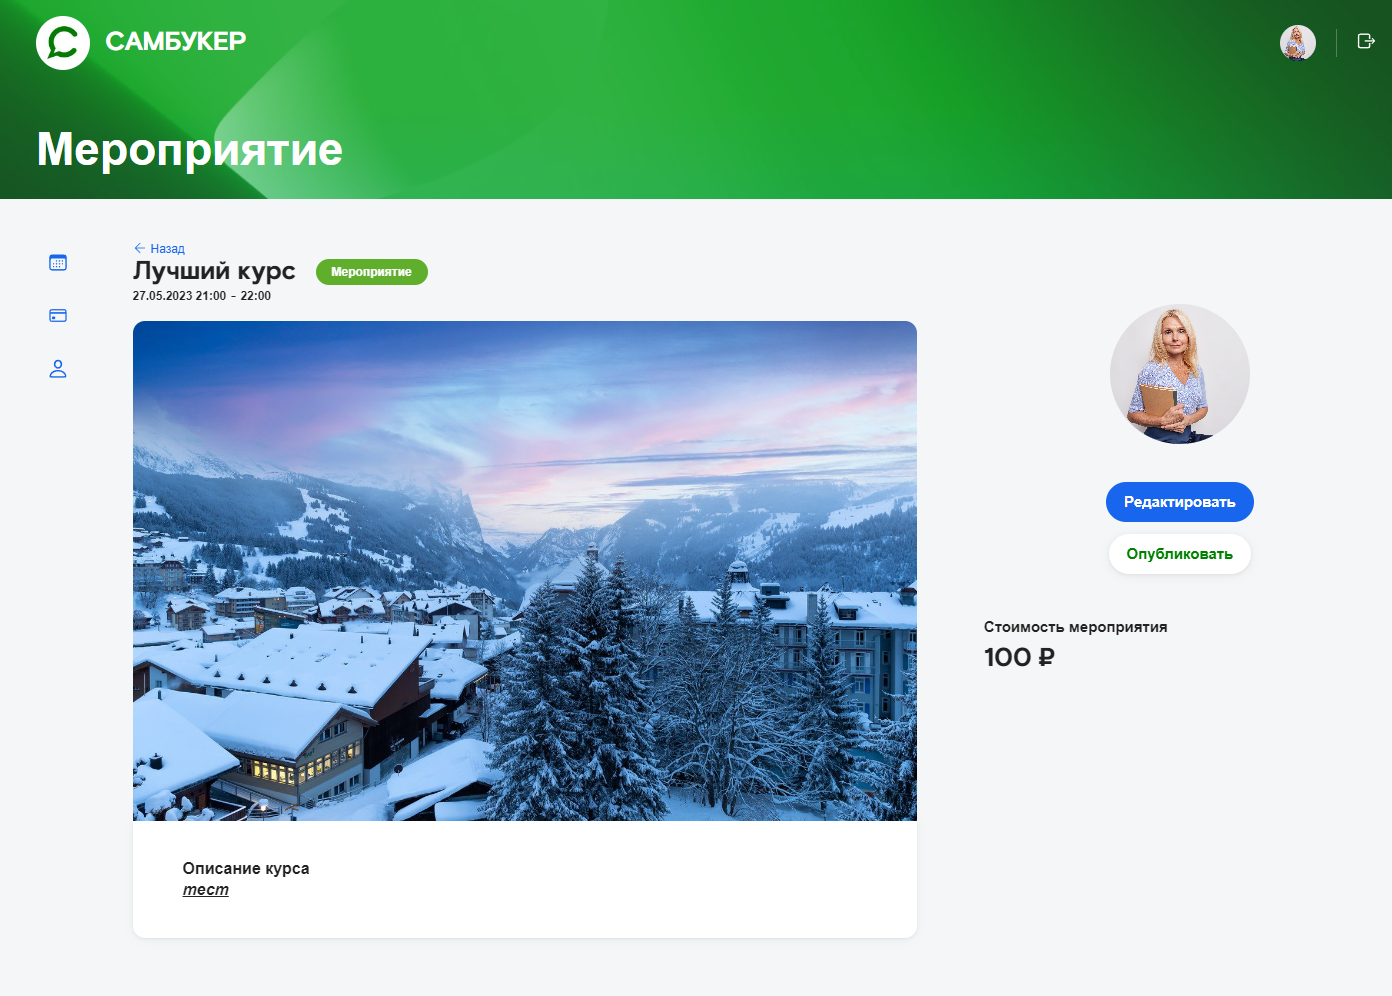 САМБУКЕР
Мероприятие
Назад
Лучший курс
Мероприятие
27.05.2023 21:00 - 22:00
Редактировать
Опубликовать
Стоимость мероприятия
100 ₽
Описание курса
тест